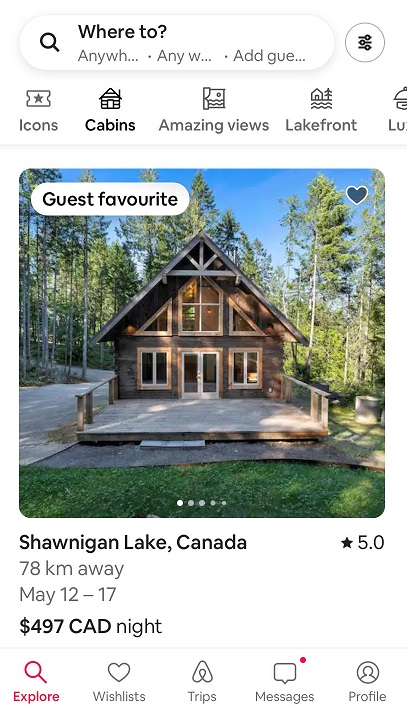 Where to?
Anywh... · Any w... · Add gue...
Icons
Cabins
Amazing views
Lakefront
Lu
Guest favourite
Shawnigan Lake, Canada
5.0
78 km away
May 12 – 17
$497 CAD night
Explore
Wishlists
Trips
Messages
Profile